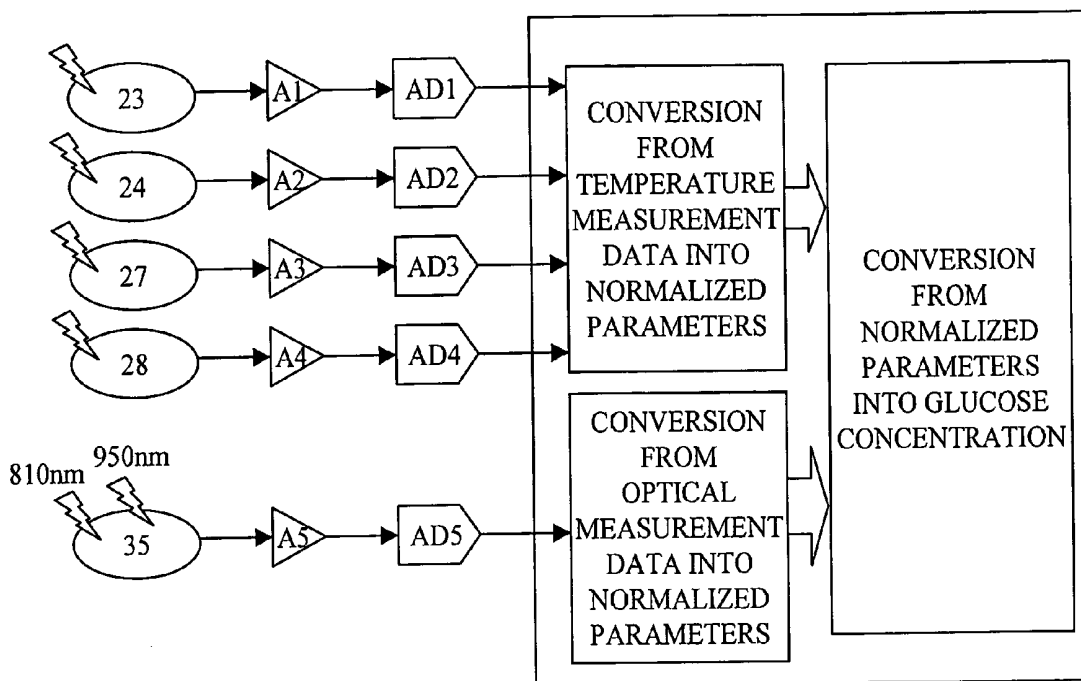 23
A1
AD1
24
A2
AD2
27
A3
AD3
28
A4
AD4
CONVERSION
FROM
TEMPERATURE
MEASUREMENT
DATA INTO
NORMALIZED
PARAMETERS
810nm
950nm
35
A5
AD5
CONVERSION
FROM
OPTICAL
MEASUREMENT
DATA INTO
NORMALIZED
PARAMETERS
CONVERSION
FROM
NORMALIZED
PARAMETERS
INTO GLUCOSE
CONCENTRATION